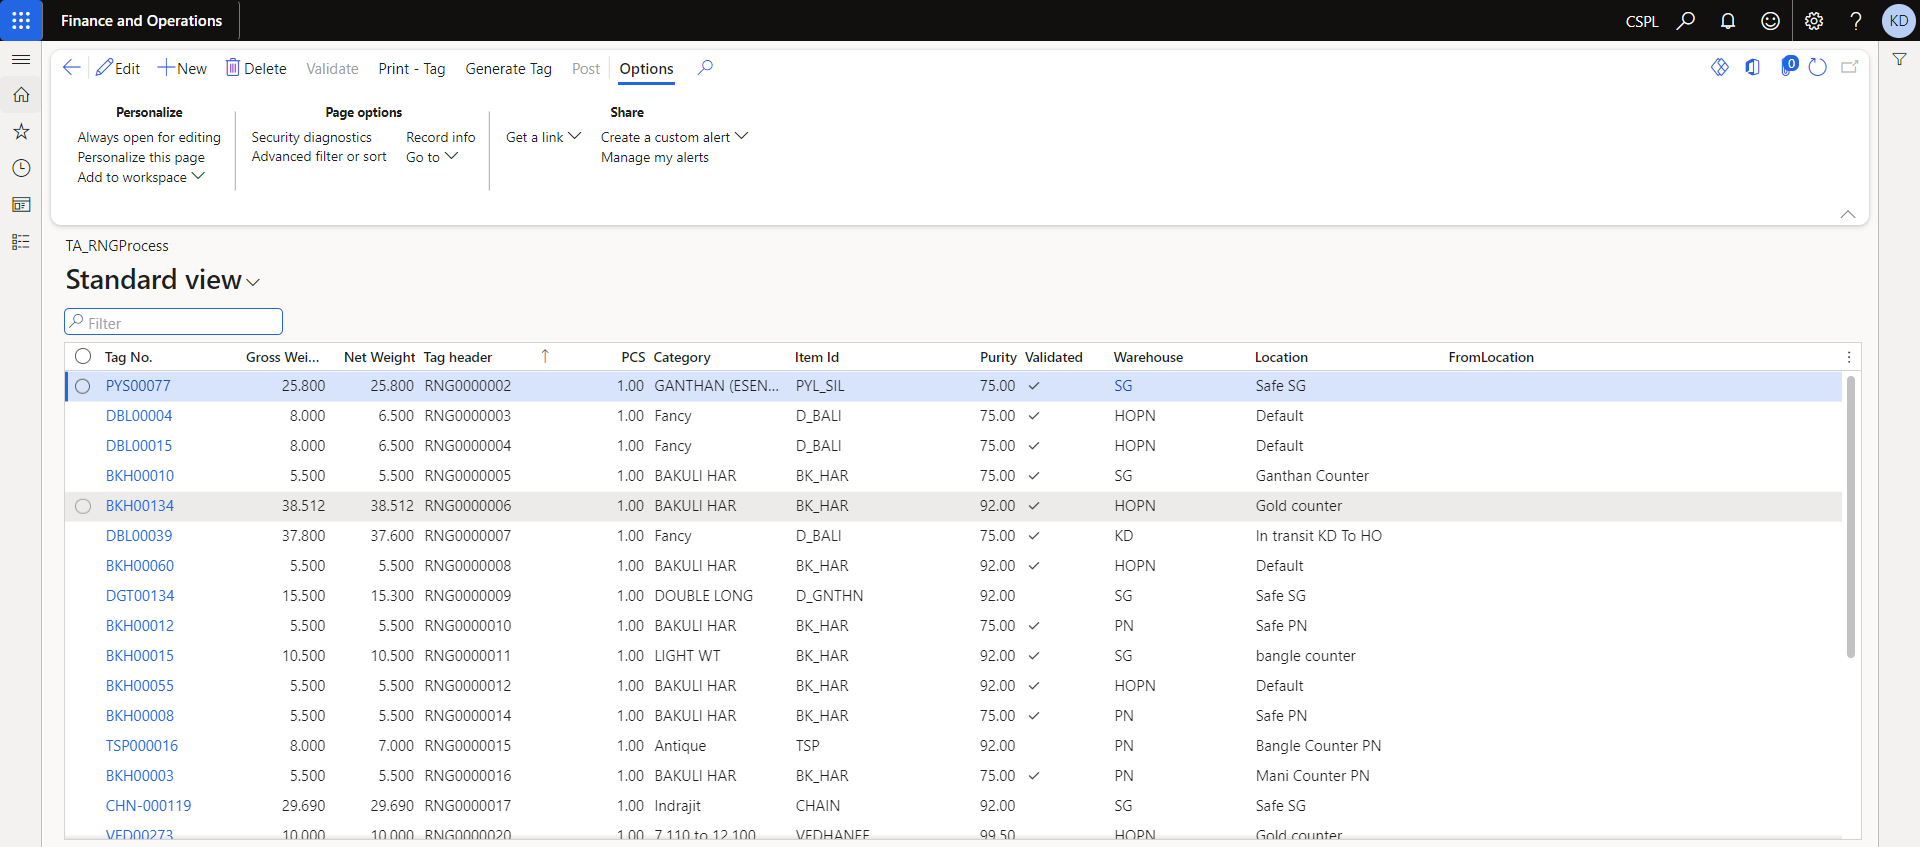 Finance and Operations CSPL ? KD
Edit New Delete Validate Print - Tag Generate Tag Post Options 0
Personalize Page options Share
Always open for editing Security diagnostics Record info Get a link Create a custom alert
Personalize this page Advanced filter or sort Go to Manage my alerts
Add to workspace
TA_RNGProcess
Standard view
Filter
Tag No. Gross Wei... Net Weight Tag header PCS Category Item Id Purity Validated Warehouse Location FromLocation
PYS00077 25.800 25.800 RNG0000002 1.00 GANTHAN (ESEN... PYL_SIL 75.00 SG Safe SG
DBL00004 8.000 6.500 RNG0000003 1.00 Fancy D_BALI 75.00 HOPN Default
DBL00015 8.000 6.500 RNG0000004 1.00 Fancy D_BALI 75.00 HOPN Default
BKH00010 5.500 5.500 RNG0000005 1.00 BAKULI HAR BK_HAR 75.00 SG Ganthan Counter
BKH00134 38.512 38.512 RNG0000006 1.00 BAKULI HAR BK_HAR 92.00 HOPN Gold counter
DBL00039 37.800 37.600 RNG0000007 1.00 Fancy D_BALI 75.00 KD In transit KD To HO
BKH00060 5.500 5.500 RNG0000008 1.00 BAKULI HAR BK_HAR 92.00 HOPN Default
DGT00134 15.500 15.300 RNG0000009 1.00 DOUBLE LONG D_GNTHN 92.00 SG Safe SG
BKH00012 5.500 5.500 RNG0000010 1.00 BAKULI HAR BK_HAR 75.00 PN Safe PN
BKH00015 10.500 10.500 RNG0000011 1.00 LIGHT WT BK_HAR 92.00 SG bangle counter
BKH00055 5.500 5.500 RNG0000012 1.00 BAKULI HAR BK_HAR 92.00 HOPN Default
BKH00008 5.500 5.500 RNG0000014 1.00 BAKULI HAR BK_HAR 75.00 PN Safe PN
TSP000016 8.000 7.000 RNG0000015 1.00 Antique TSP 92.00 PN Bangle Counter PN
BKH00003 5.500 5.500 RNG0000016 1.00 BAKULI HAR BK_HAR 75.00 PN Mani Counter PN
CHN-000119 29.690 29.690 RNG0000017 1.00 Indrajit CHAIN 92.00 SG Safe SG
VED00273 10.000 10.000 RNG0000020 1.00 7.110 to 12.100 VEDHANEE 99.50 HOPN Gold counter